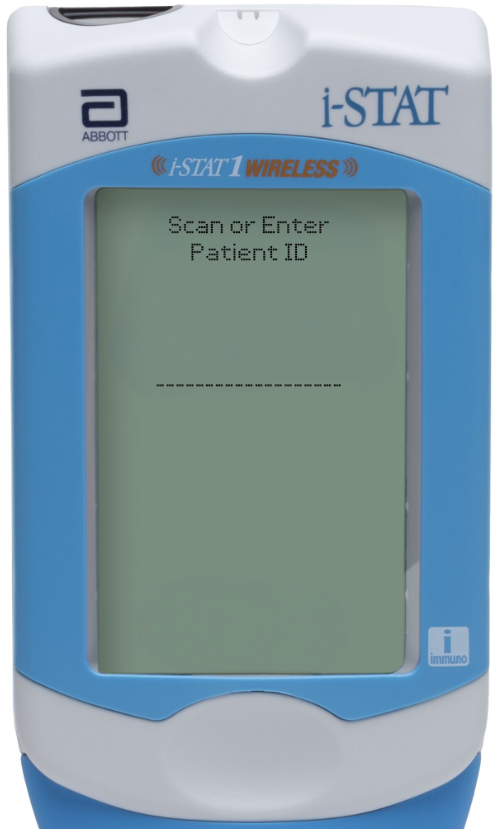 ABBOTT
i-STAT
i-STAT 1 WIRELESS
Scan or Enter
Patient ID
-------------------
i
immuno